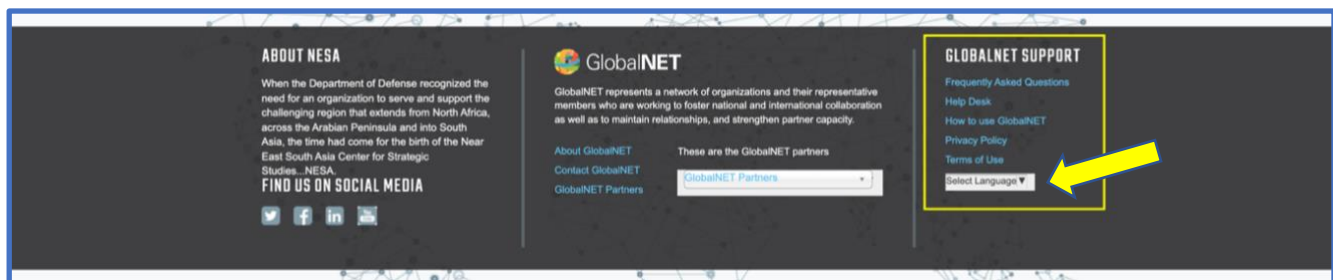 ABOUT NESA
When the Department of Defense recognized the
need for an organization to serve and support the
challenging region that extends from North Africa,
across the Arabian Peninsula and into South
Asia, the time had come for the birth of the Near
East South Asia Center for Strategic
Studies...NESA.
FIND US ON SOCIAL MEDIA
You
Tube
GlobalNET
GlobalNET represents a network of organizations and their representative
members who are working to foster national and international collaboration
as well as to maintain relationships, and strengthen partner capacity.
About GlobalNET
Contact GlobalNET
GlobalNET Partners
These are the GlobalNET partners
GlobalNET Partners
GLOBALNET SUPPORT
Frequently Asked Questions
Help Desk
How to use GlobalNET
Privacy Policy
Terms of Use
Select Language ▼